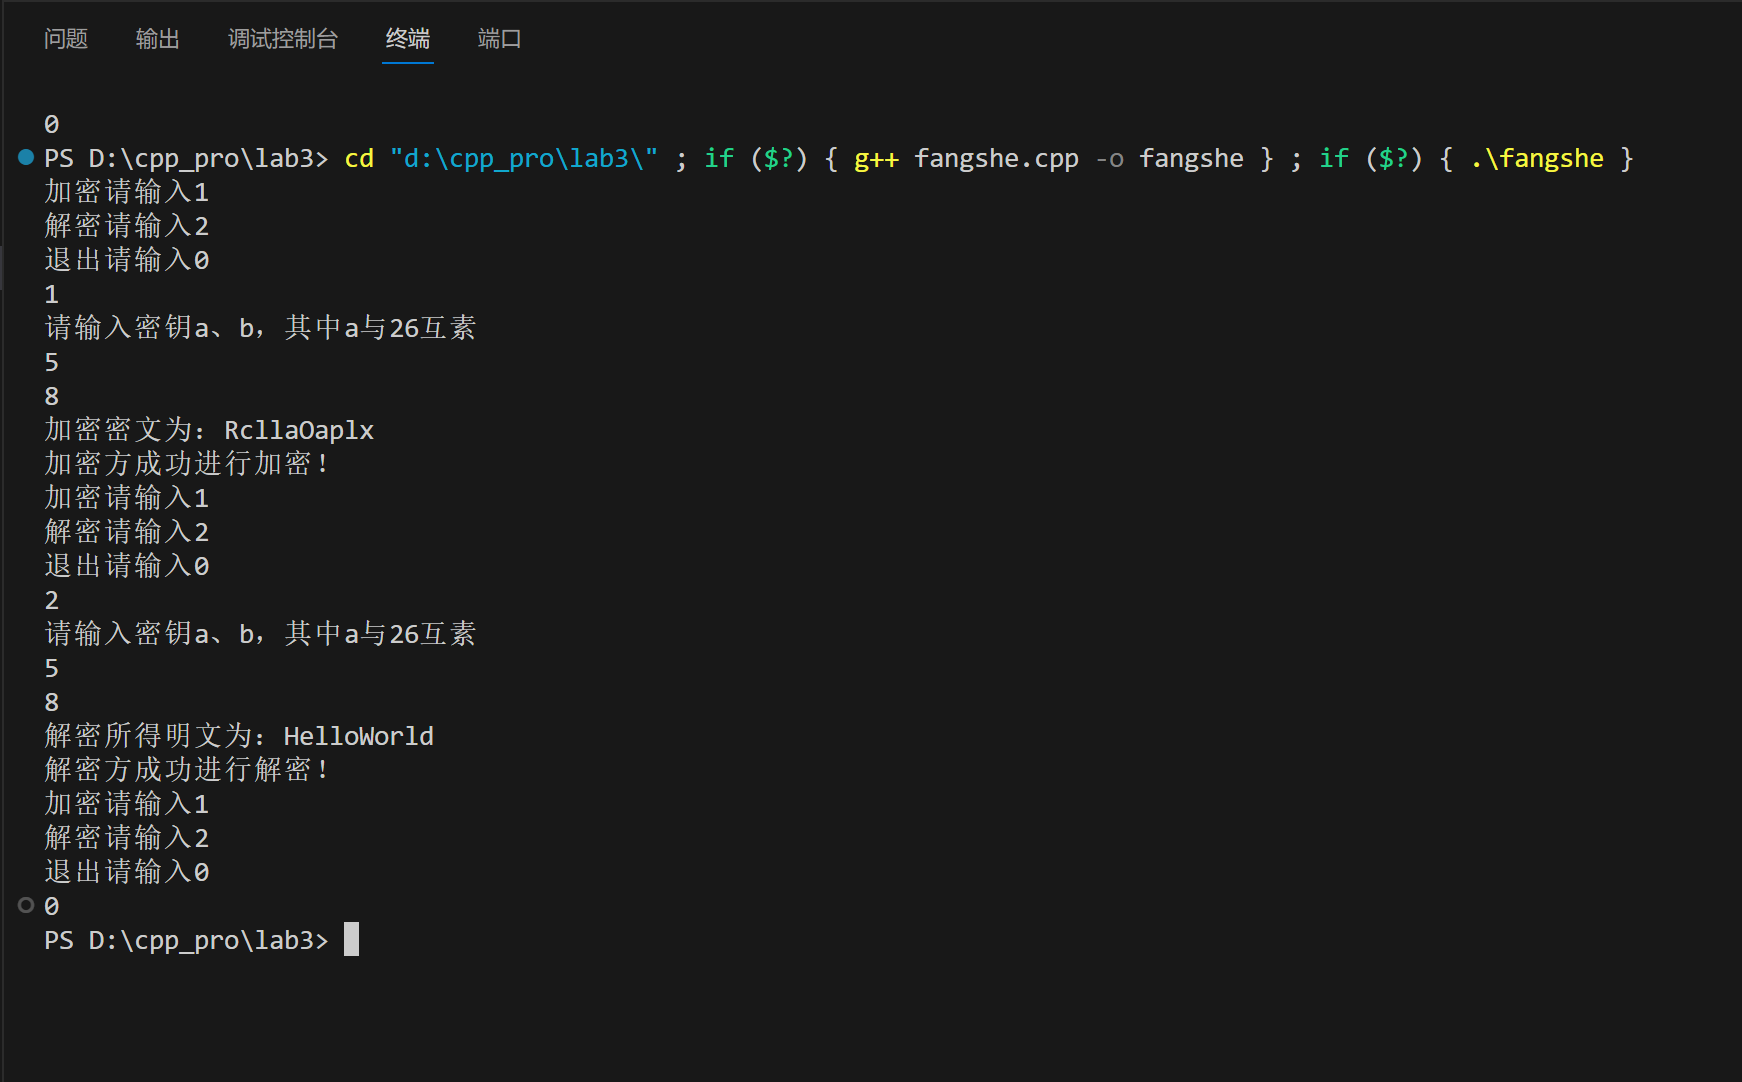 问题 输出 调试控制台 终端 端口
0
PS D:\cpp_pro\lab3> cd "d:\cpp_pro\lab3\" ; if ($?) { g++ fangshe.cpp -o fangshe } ; if ($?) { .\fangshe }
加密请输入1
解密请输入2
退出请输入0
1
请输入密钥a、b，其中a与26互素
5
8
加密密文为：RcllaOaplx
加密方成功进行加密！
加密请输入1
解密请输入2
退出请输入0
2
请输入密钥a、b，其中a与26互素
5
8
解密所得明文为：HelloWorld
解密方成功进行解密！
加密请输入1
解密请输入2
退出请输入0
0
PS D:\cpp_pro\lab3>